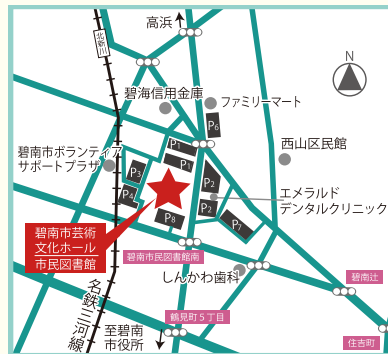 高浜
N
北新川
碧海信用金庫
ファミリーマート
P6
P1
P1
西山区民館
碧南市ボランティア
サポートプラザ
P3
P4
P2
P2
エメラルド
デンタルクリニック
P8
P7
碧南市芸術
文化ホール
市民図書館
碧南市民図書館南
しんかわ歯科
碧南辻
名鉄三河線
鶴見町5丁目
至碧南
市役所
住吉町